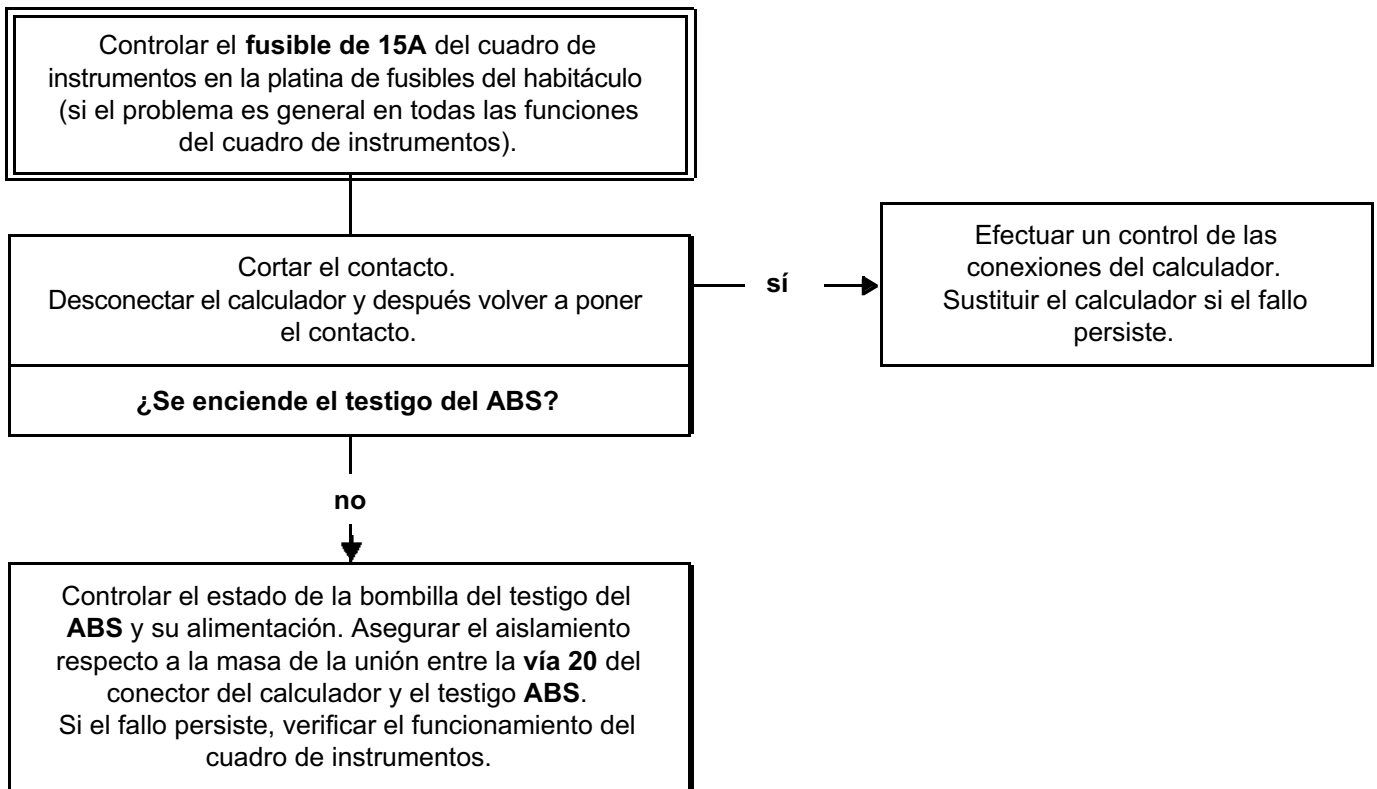 Controlar el fusible de 15A del cuadro de
instrumentos en la platina de fusibles del habitáculo
(si el problema es general en todas las funciones
del cuadro de instrumentos).
Cortar el contacto.
Desconectar el calculador y después volver a poner
el contacto.
¿Se enciende el testigo del ABS?
sí
Efectuar un control de las
conexiones del calculador.
Sustituir el calculador si el fallo
persiste.
no
Controlar el estado de la bombilla del testigo del
ABS y su alimentación. Asegurar el aislamiento
respecto a la masa de la unión entre la vía 20 del
conector del calculador y el testigo ABS.
Si el fallo persiste, verificar el funcionamiento del
cuadro de instrumentos.